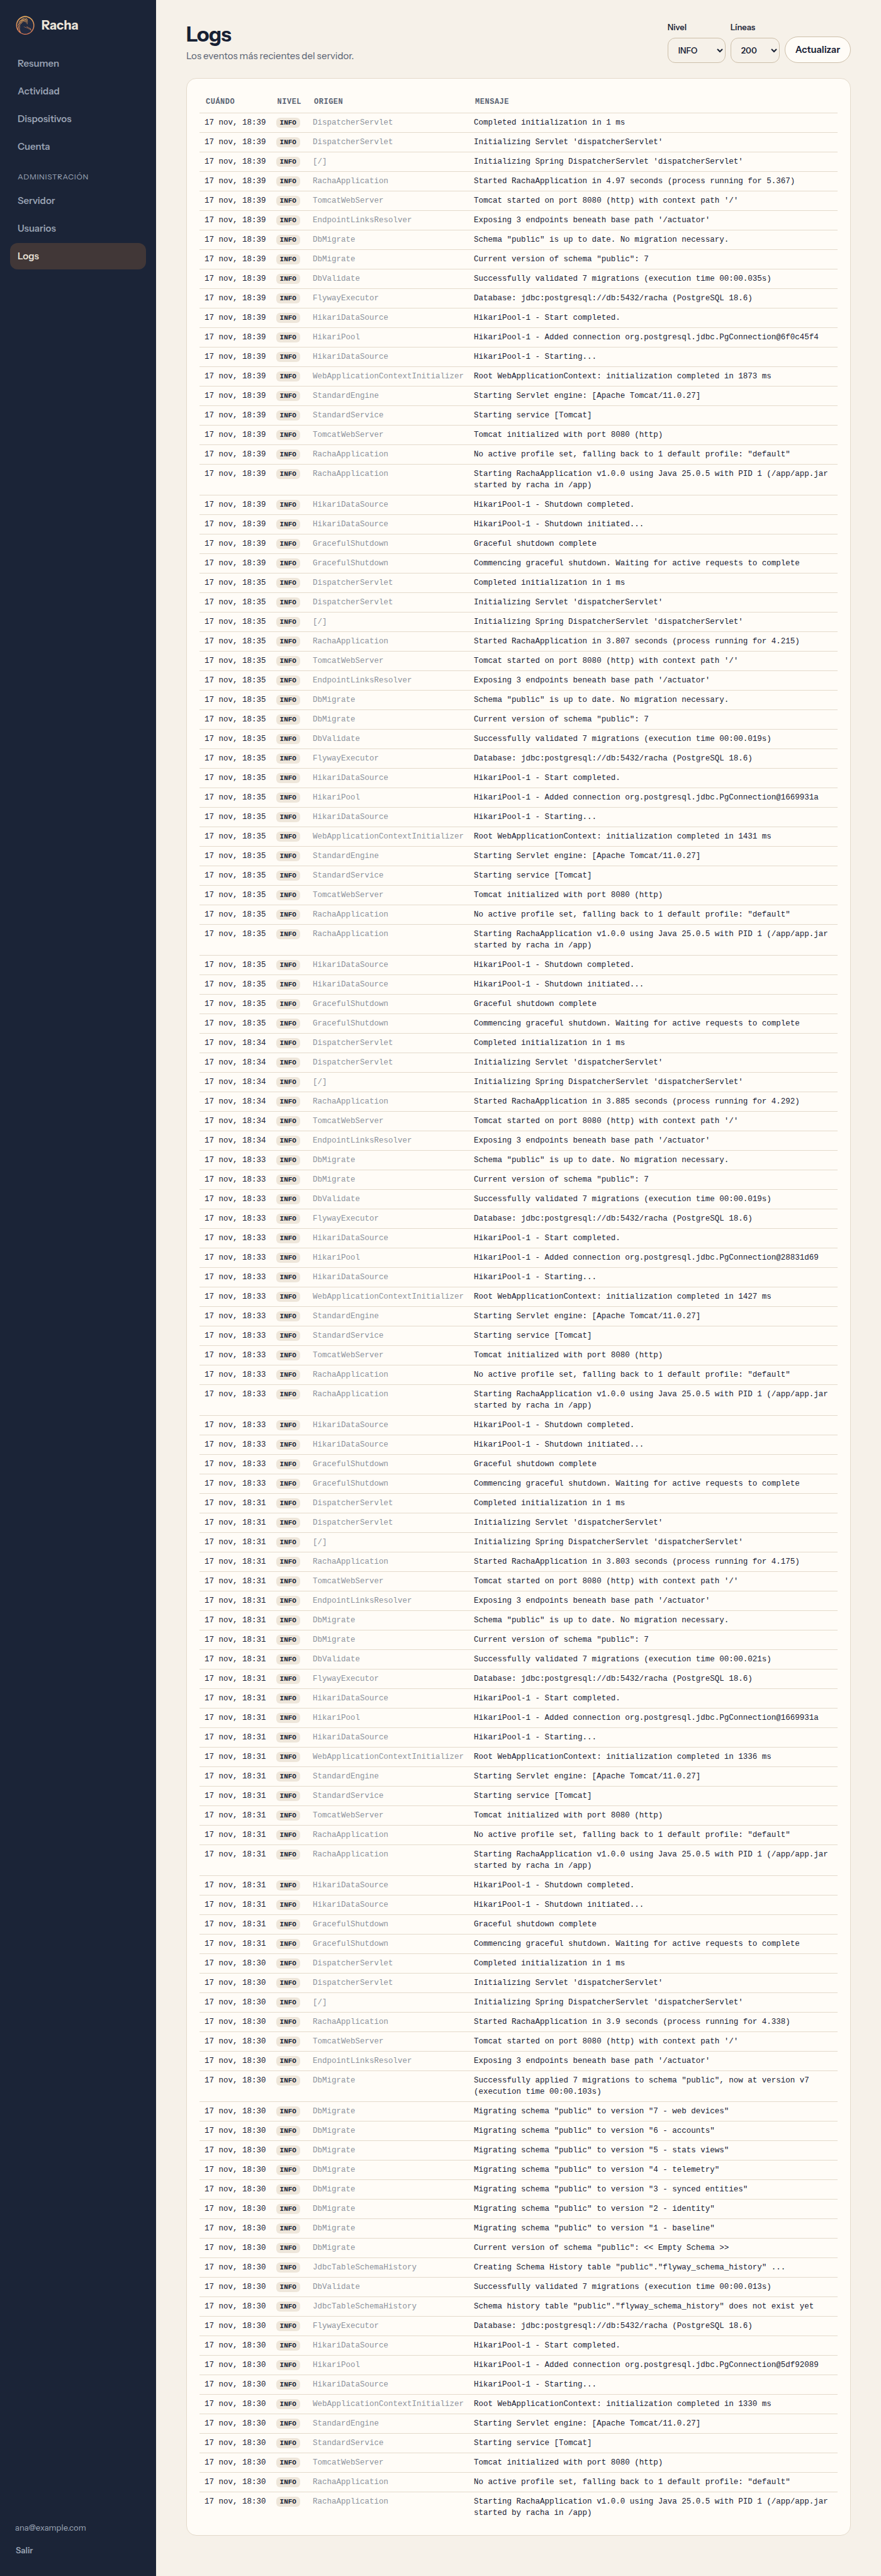 Racha
Resumen
Actividad
Dispositivos
Cuenta
ADMINISTRACIÓN
Servidor
Usuarios
Logs
ana@example.com
Salir
Logs
Los eventos más recientes del servidor.
Nivel
INFO
Líneas
200
Actualizar
CUÁNDO NIVEL ORIGEN MENSAJE
17 nov, 18:39 INFO DispatcherServlet Completed initialization in 1 ms
17 nov, 18:39 INFO DispatcherServlet Initializing Servlet 'dispatcherServlet'
17 nov, 18:39 INFO [/] Initializing Spring DispatcherServlet 'dispatcherServlet'
17 nov, 18:39 INFO RachaApplication Started RachaApplication in 4.97 seconds (process running for 5.367)
17 nov, 18:39 INFO TomcatWebServer Tomcat started on port 8080 (http) with context path '/'
17 nov, 18:39 INFO EndpointLinksResolver Exposing 3 endpoints beneath base path '/actuator'
17 nov, 18:39 INFO DbMigrate Schema "public" is up to date. No migration necessary.
17 nov, 18:39 INFO DbMigrate Current version of schema "public": 7
17 nov, 18:39 INFO DbValidate Successfully validated 7 migrations (execution time 00:00.035s)
17 nov, 18:39 INFO FlywayExecutor Database: jdbc:postgresql://db:5432/racha (PostgreSQL 18.6)
17 nov, 18:39 INFO HikariDataSource HikariPool-1 - Start completed.
17 nov, 18:39 INFO HikariPool HikariPool-1 - Added connection org.postgresql.jdbc.PgConnection@6f0c45f4
17 nov, 18:39 INFO HikariDataSource HikariPool-1 - Starting...
17 nov, 18:39 INFO WebApplicationContextInitializer Root WebApplicationContext: initialization completed in 1873 ms
17 nov, 18:39 INFO StandardEngine Starting Servlet engine: [Apache Tomcat/11.0.27]
17 nov, 18:39 INFO StandardService Starting service [Tomcat]
17 nov, 18:39 INFO TomcatWebServer Tomcat initialized with port 8080 (http)
17 nov, 18:39 INFO RachaApplication No active profile set, falling back to 1 default profile: "default"
17 nov, 18:39 INFO RachaApplication Starting RachaApplication v1.0.0 using Java 25.0.5 with PID 1 (/app/app.jar
started by racha in /app)
17 nov, 18:39 INFO HikariDataSource HikariPool-1 - Shutdown completed.
17 nov, 18:39 INFO HikariDataSource HikariPool-1 - Shutdown initiated...
17 nov, 18:39 INFO GracefulShutdown Graceful shutdown complete
17 nov, 18:39 INFO GracefulShutdown Commencing graceful shutdown. Waiting for active requests to complete
17 nov, 18:35 INFO DispatcherServlet Completed initialization in 1 ms
17 nov, 18:35 INFO DispatcherServlet Initializing Servlet 'dispatcherServlet'
17 nov, 18:35 INFO [/] Initializing Spring DispatcherServlet 'dispatcherServlet'
17 nov, 18:35 INFO RachaApplication Started RachaApplication in 3.807 seconds (process running for 4.215)
17 nov, 18:35 INFO TomcatWebServer Tomcat started on port 8080 (http) with context path '/'
17 nov, 18:35 INFO EndpointLinksResolver Exposing 3 endpoints beneath base path '/actuator'
17 nov, 18:35 INFO DbMigrate Schema "public" is up to date. No migration necessary.
17 nov, 18:35 INFO DbMigrate Current version of schema "public": 7
17 nov, 18:35 INFO DbValidate Successfully validated 7 migrations (execution time 00:00.019s)
17 nov, 18:35 INFO FlywayExecutor Database: jdbc:postgresql://db:5432/racha (PostgreSQL 18.6)
17 nov, 18:35 INFO HikariDataSource HikariPool-1 - Start completed.
17 nov, 18:35 INFO HikariPool HikariPool-1 - Added connection org.postgresql.jdbc.PgConnection@1669931a
17 nov, 18:35 INFO HikariDataSource HikariPool-1 - Starting...
17 nov, 18:35 INFO WebApplicationContextInitializer Root WebApplicationContext: initialization completed in 1431 ms
17 nov, 18:35 INFO StandardEngine Starting Servlet engine: [Apache Tomcat/11.0.27]
17 nov, 18:35 INFO StandardService Starting service [Tomcat]
17 nov, 18:35 INFO TomcatWebServer Tomcat initialized with port 8080 (http)
17 nov, 18:35 INFO RachaApplication No active profile set, falling back to 1 default profile: "default"
17 nov, 18:35 INFO RachaApplication Starting RachaApplication v1.0.0 using Java 25.0.5 with PID 1 (/app/app.jar
started by racha in /app)
17 nov, 18:35 INFO HikariDataSource HikariPool-1 - Shutdown completed.
17 nov, 18:35 INFO HikariDataSource HikariPool-1 - Shutdown initiated...
17 nov, 18:35 INFO GracefulShutdown Graceful shutdown complete
17 nov, 18:35 INFO GracefulShutdown Commencing graceful shutdown. Waiting for active requests to complete
17 nov, 18:34 INFO DispatcherServlet Completed initialization in 1 ms
17 nov, 18:34 INFO DispatcherServlet Initializing Servlet 'dispatcherServlet'
17 nov, 18:34 INFO [/] Initializing Spring DispatcherServlet 'dispatcherServlet'
17 nov, 18:34 INFO RachaApplication Started RachaApplication in 3.885 seconds (process running for 4.292)
17 nov, 18:34 INFO TomcatWebServer Tomcat started on port 8080 (http) with context path '/'
17 nov, 18:34 INFO EndpointLinksResolver Exposing 3 endpoints beneath base path '/actuator'
17 nov, 18:33 INFO DbMigrate Schema "public" is up to date. No migration necessary.
17 nov, 18:33 INFO DbMigrate Current version of schema "public": 7
17 nov, 18:33 INFO DbValidate Successfully validated 7 migrations (execution time 00:00.019s)
17 nov, 18:33 INFO FlywayExecutor Database: jdbc:postgresql://db:5432/racha (PostgreSQL 18.6)
17 nov, 18:33 INFO HikariDataSource HikariPool-1 - Start completed.
17 nov, 18:33 INFO HikariPool HikariPool-1 - Added connection org.postgresql.jdbc.PgConnection@28831d69
17 nov, 18:33 INFO HikariDataSource HikariPool-1 - Starting...
17 nov, 18:33 INFO WebApplicationContextInitializer Root WebApplicationContext: initialization completed in 1427 ms
17 nov, 18:33 INFO StandardEngine Starting Servlet engine: [Apache Tomcat/11.0.27]
17 nov, 18:33 INFO StandardService Starting service [Tomcat]
17 nov, 18:33 INFO TomcatWebServer Tomcat initialized with port 8080 (http)
17 nov, 18:33 INFO RachaApplication No active profile set, falling back to 1 default profile: "default"
17 nov, 18:33 INFO RachaApplication Starting RachaApplication v1.0.0 using Java 25.0.5 with PID 1 (/app/app.jar
started by racha in /app)
17 nov, 18:33 INFO HikariDataSource HikariPool-1 - Shutdown completed.
17 nov, 18:33 INFO HikariDataSource HikariPool-1 - Shutdown initiated...
17 nov, 18:33 INFO GracefulShutdown Graceful shutdown complete
17 nov, 18:33 INFO GracefulShutdown Commencing graceful shutdown. Waiting for active requests to complete
17 nov, 18:31 INFO DispatcherServlet Completed initialization in 1 ms
17 nov, 18:31 INFO DispatcherServlet Initializing Servlet 'dispatcherServlet'
17 nov, 18:31 INFO [/] Initializing Spring DispatcherServlet 'dispatcherServlet'
17 nov, 18:31 INFO RachaApplication Started RachaApplication in 3.803 seconds (process running for 4.175)
17 nov, 18:31 INFO TomcatWebServer Tomcat started on port 8080 (http) with context path '/'
17 nov, 18:31 INFO EndpointLinksResolver Exposing 3 endpoints beneath base path '/actuator'
17 nov, 18:31 INFO DbMigrate Schema "public" is up to date. No migration necessary.
17 nov, 18:31 INFO DbMigrate Current version of schema "public": 7
17 nov, 18:31 INFO DbValidate Successfully validated 7 migrations (execution time 00:00.021s)
17 nov, 18:31 INFO FlywayExecutor Database: jdbc:postgresql://db:5432/racha (PostgreSQL 18.6)
17 nov, 18:31 INFO HikariDataSource HikariPool-1 - Start completed.
17 nov, 18:31 INFO HikariPool HikariPool-1 - Added connection org.postgresql.jdbc.PgConnection@1669931a
17 nov, 18:31 INFO HikariDataSource HikariPool-1 - Starting...
17 nov, 18:31 INFO WebApplicationContextInitializer Root WebApplicationContext: initialization completed in 1336 ms
17 nov, 18:31 INFO StandardEngine Starting Servlet engine: [Apache Tomcat/11.0.27]
17 nov, 18:31 INFO StandardService Starting service [Tomcat]
17 nov, 18:31 INFO TomcatWebServer Tomcat initialized with port 8080 (http)
17 nov, 18:31 INFO RachaApplication No active profile set, falling back to 1 default profile: "default"
17 nov, 18:31 INFO RachaApplication Starting RachaApplication v1.0.0 using Java 25.0.5 with PID 1 (/app/app.jar
started by racha in /app)
17 nov, 18:31 INFO HikariDataSource HikariPool-1 - Shutdown completed.
17 nov, 18:31 INFO HikariDataSource HikariPool-1 - Shutdown initiated...
17 nov, 18:31 INFO GracefulShutdown Graceful shutdown complete
17 nov, 18:31 INFO GracefulShutdown Commencing graceful shutdown. Waiting for active requests to complete
17 nov, 18:30 INFO DispatcherServlet Completed initialization in 1 ms
17 nov, 18:30 INFO DispatcherServlet Initializing Servlet 'dispatcherServlet'
17 nov, 18:30 INFO [/] Initializing Spring DispatcherServlet 'dispatcherServlet'
17 nov, 18:30 INFO RachaApplication Started RachaApplication in 3.9 seconds (process running for 4.338)
17 nov, 18:30 INFO TomcatWebServer Tomcat started on port 8080 (http) with context path '/'
17 nov, 18:30 INFO EndpointLinksResolver Exposing 3 endpoints beneath base path '/actuator'
17 nov, 18:30 INFO DbMigrate Successfully applied 7 migrations to schema "public", now at version v7
(execution time 00:00.103s)
17 nov, 18:30 INFO DbMigrate Migrating schema "public" to version "7 - web devices"
17 nov, 18:30 INFO DbMigrate Migrating schema "public" to version "6 - accounts"
17 nov, 18:30 INFO DbMigrate Migrating schema "public" to version "5 - stats views"
17 nov, 18:30 INFO DbMigrate Migrating schema "public" to version "4 - telemetry"
17 nov, 18:30 INFO DbMigrate Migrating schema "public" to version "3 - synced entities"
17 nov, 18:30 INFO DbMigrate Migrating schema "public" to version "2 - identity"
17 nov, 18:30 INFO DbMigrate Migrating schema "public" to version "1 - baseline"
17 nov, 18:30 INFO DbMigrate Current version of schema "public": << Empty Schema >>
17 nov, 18:30 INFO JdbcTableSchemaHistory Creating Schema History table "public"."flyway_schema_history" ...
17 nov, 18:30 INFO DbValidate Successfully validated 7 migrations (execution time 00:00.013s)
17 nov, 18:30 INFO JdbcTableSchemaHistory Schema history table "public"."flyway_schema_history" does not exist yet
17 nov, 18:30 INFO FlywayExecutor Database: jdbc:postgresql://db:5432/racha (PostgreSQL 18.6)
17 nov, 18:30 INFO HikariDataSource HikariPool-1 - Start completed.
17 nov, 18:30 INFO HikariPool HikariPool-1 - Added connection org.postgresql.jdbc.PgConnection@5df92089
17 nov, 18:30 INFO HikariDataSource HikariPool-1 - Starting...
17 nov, 18:30 INFO WebApplicationContextInitializer Root WebApplicationContext: initialization completed in 1330 ms
17 nov, 18:30 INFO StandardEngine Starting Servlet engine: [Apache Tomcat/11.0.27]
17 nov, 18:30 INFO StandardService Starting service [Tomcat]
17 nov, 18:30 INFO TomcatWebServer Tomcat initialized with port 8080 (http)
17 nov, 18:30 INFO RachaApplication No active profile set, falling back to 1 default profile: "default"
17 nov, 18:30 INFO RachaApplication Starting RachaApplication v1.0.0 using Java 25.0.5 with PID 1 (/app/app.jar
started by racha in /app)